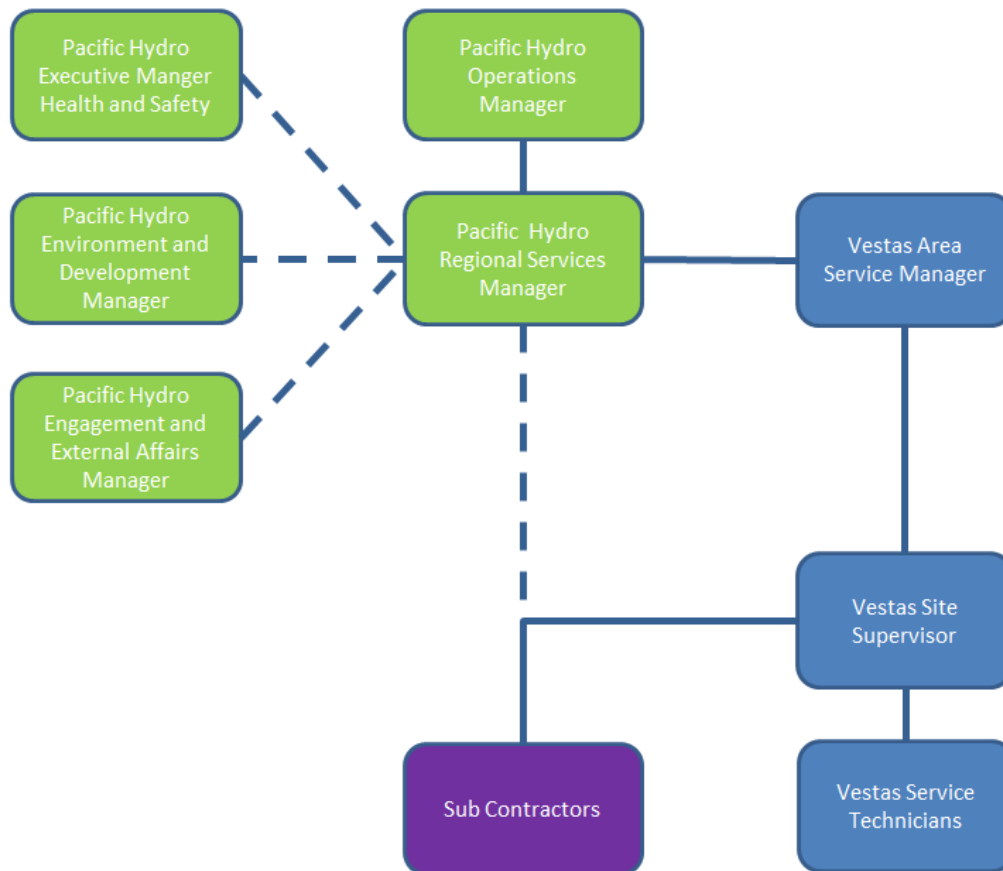 Pacific Hydro
Executive Manger
Health and Safety
Pacific Hydro
Operations
Manager
Pacific Hydro
Environment and
Development
Manager
Pacific Hydro
Regional Services
Manager
Vestas Area
Service Manager
Pacific Hydro
Engagement and
External Affairs
Manager
Vestas Site
Supervisor
Sub Contractors
Vestas Service
Technicians